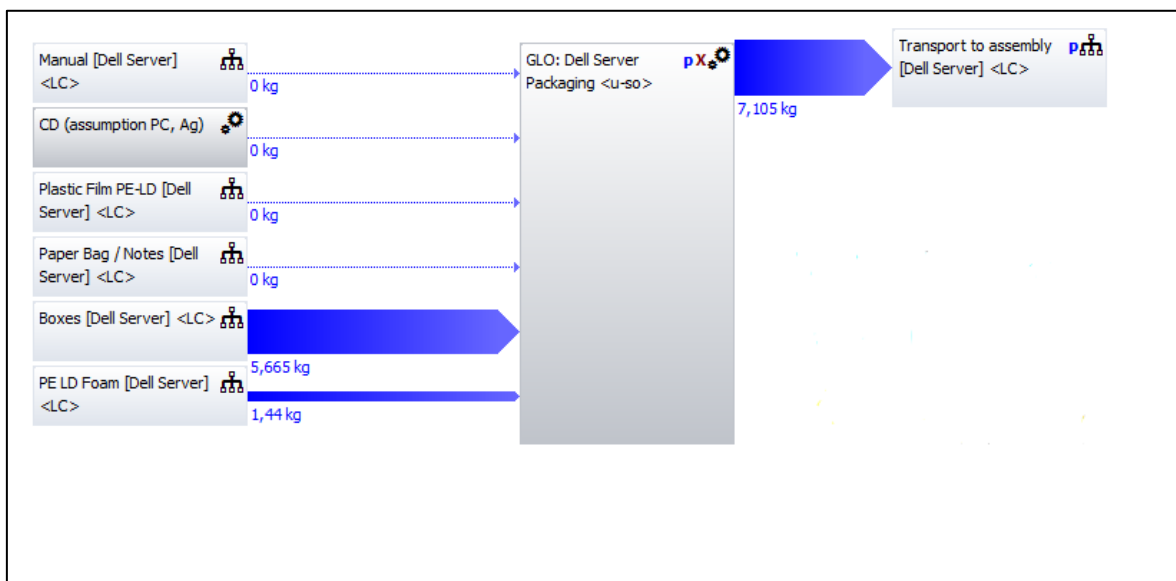 Manual [Dell Server]
<LC>
0 kg
CD (assumption PC, Ag)
0 kg
Plastic Film PE-LD [Dell
Server] <LC>
0 kg
Paper Bag / Notes [Dell
Server] <LC>
0 kg
Boxes [Dell Server] <LC>
5,665 kg
PE LD Foam [Dell Server]
<LC>
1,44 kg
GLO: Dell Server
Packaging <u-so>
pX
7,105 kg
Transport to assembly
[Dell Server] <LC>
p